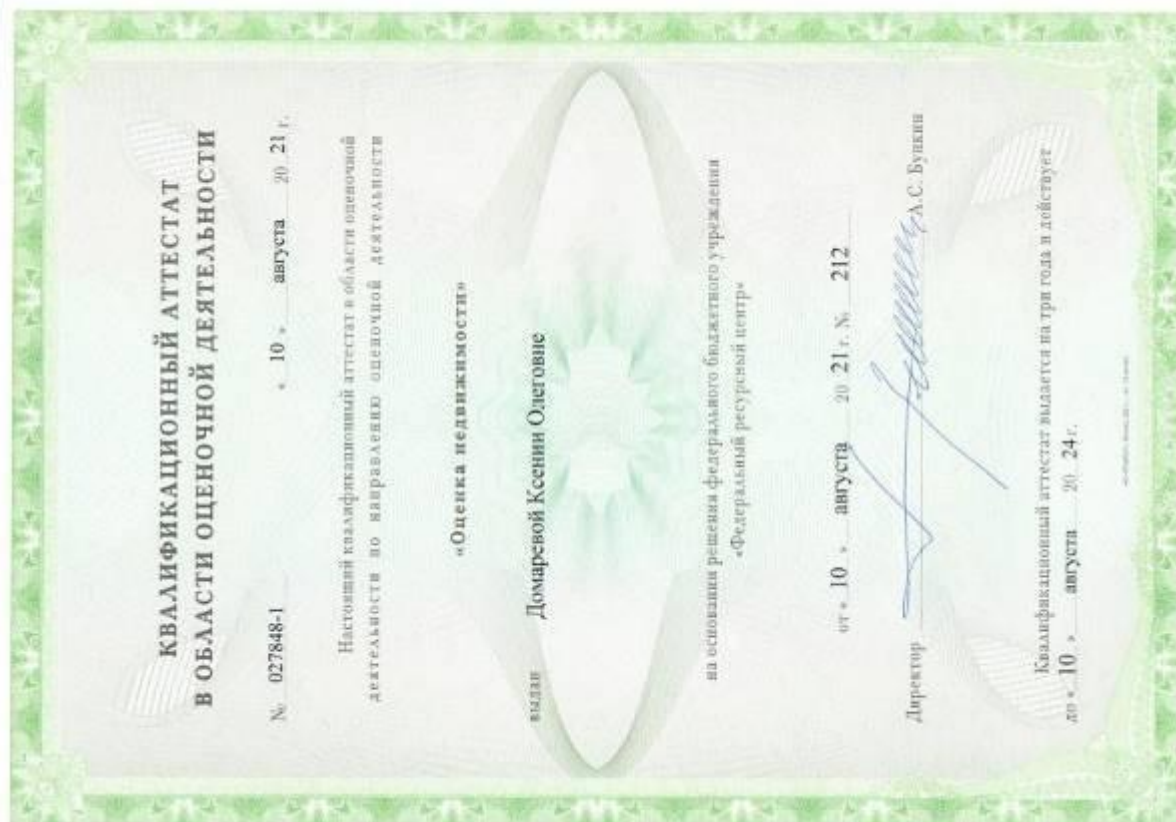 КВАЛИФИКАЦИОННЫЙ АТТЕСТАТ
В ОБЛАСТИ ОЦЕНОЧНОЙ ДЕЯТЕЛЬНОСТИ
№ 027848-1 « 10 » августа 20 21 г.
Настоящий квалификационный аттестат в области оценочной
деятельности по направлению оценочной деятельности
«Оценка недвижимости»
выдан Домаревой Ксении Олеговне
на основании решения федерального бюджетного учреждения
«Федеральный ресурсный центр»
от « 10 » августа 20 21 г. № 212
Директор А.С. Бункин
Квалификационный аттестат выдается на три года и действует
до « 10 » августа 20 24 г.